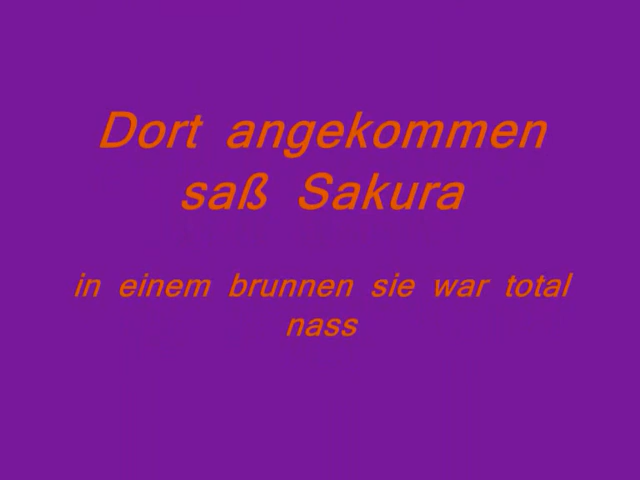 Dort angekommen
saß Sakura
in einem brunnen sie war total
nass